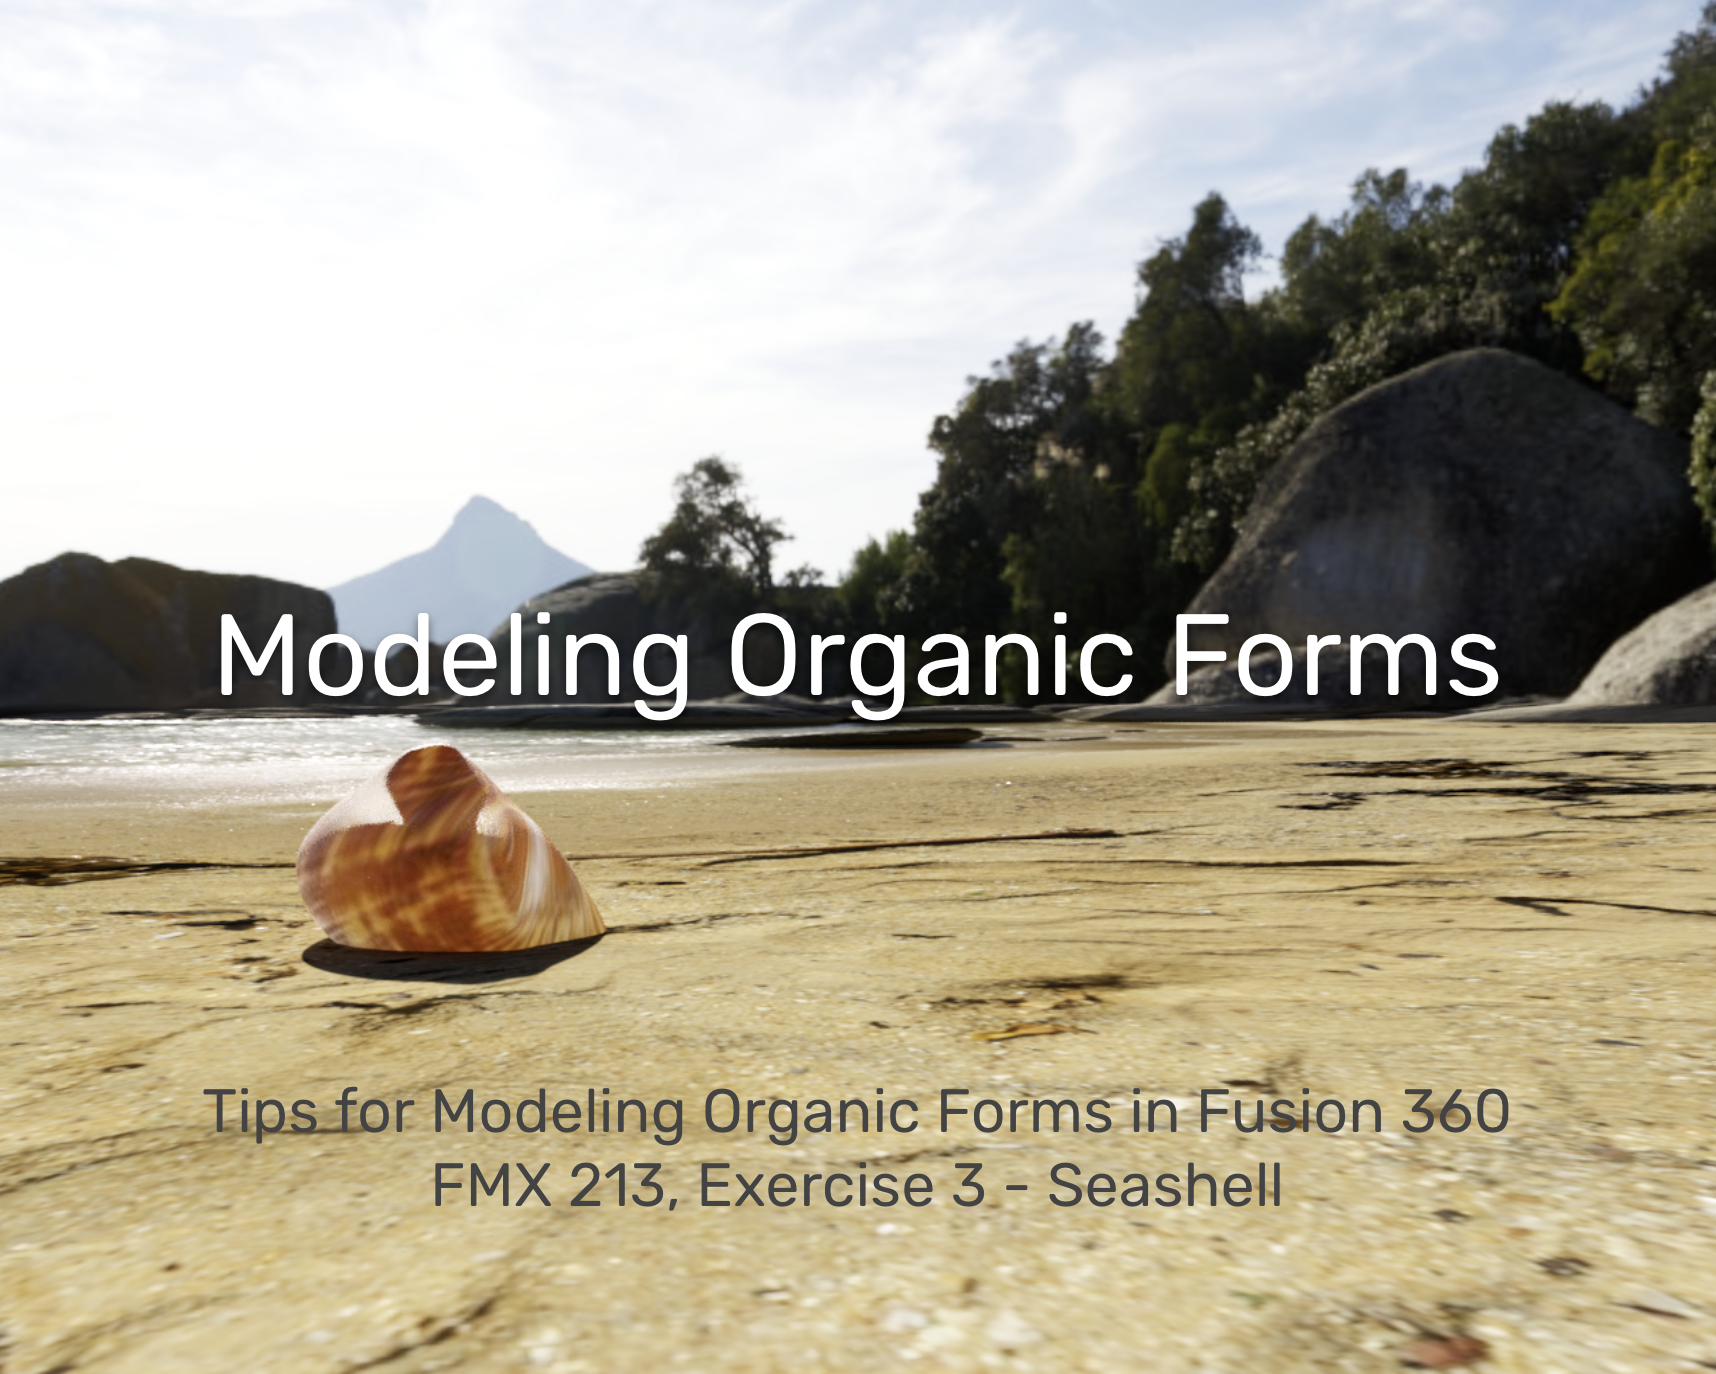 Modeling Organic Forms
Tips for Modeling Organic Forms in Fusion 360
FMX 213, Exercise 3 - Seashell